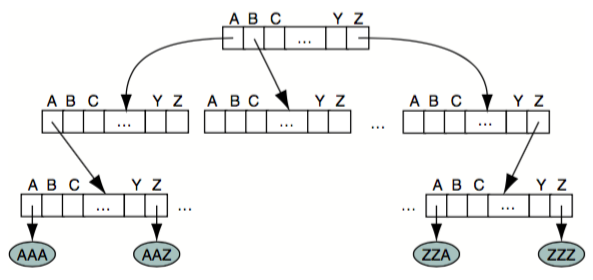 A B C Y Z
...
A B C Y Z A B C Y Z A B C Y Z
... ... ... ...
A B C Y Z A B C Y Z
... ... ... ...
AAA AAZ ZZA ZZZ